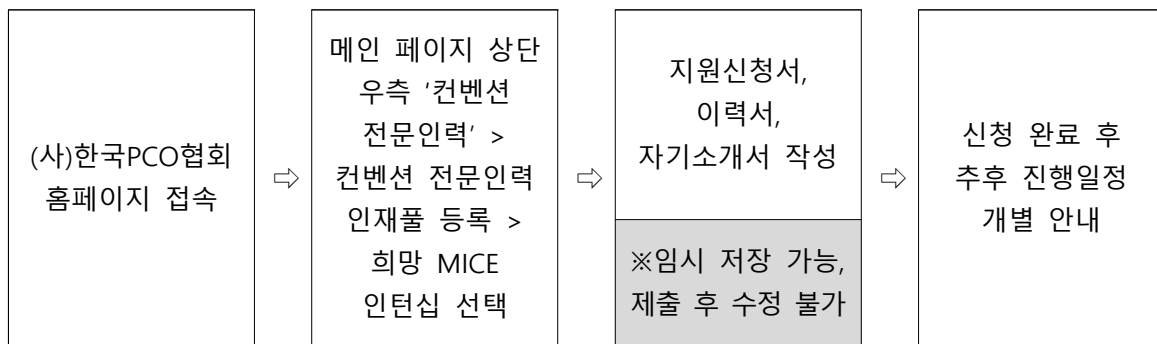 (사)한국PCO협회
홈페이지 접속
⇨
메인 페이지 상단
우측 '컨벤션
전문인력' >
컨벤션 전문인력
인재풀 등록 >
희망 MICE
인턴십 선택
⇨
지원신청서,
이력서,
자기소개서 작성
※임시 저장 가능,
제출 후 수정 불가
⇨
신청 완료 후
추후 진행일정
개별 안내